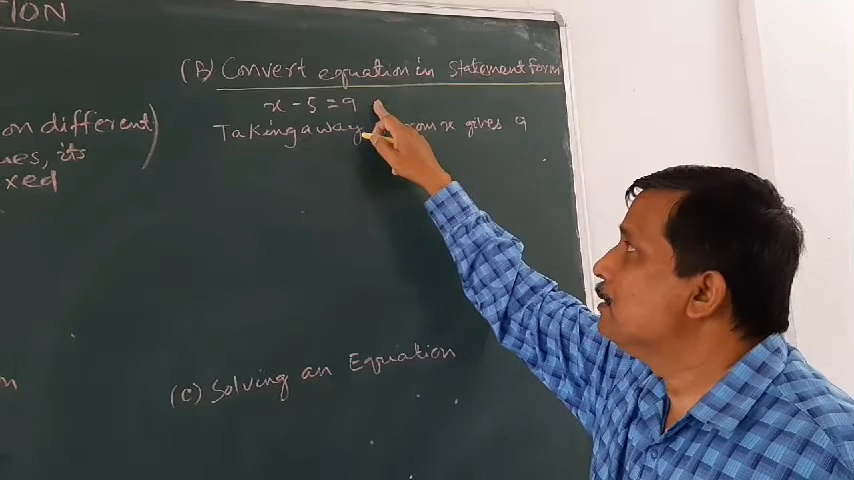 ION
(B) Convert equation in Statement Form
x - 5 = 9
Taking away from x gives 9
on different)
its
xed
(C) Solving an Equation